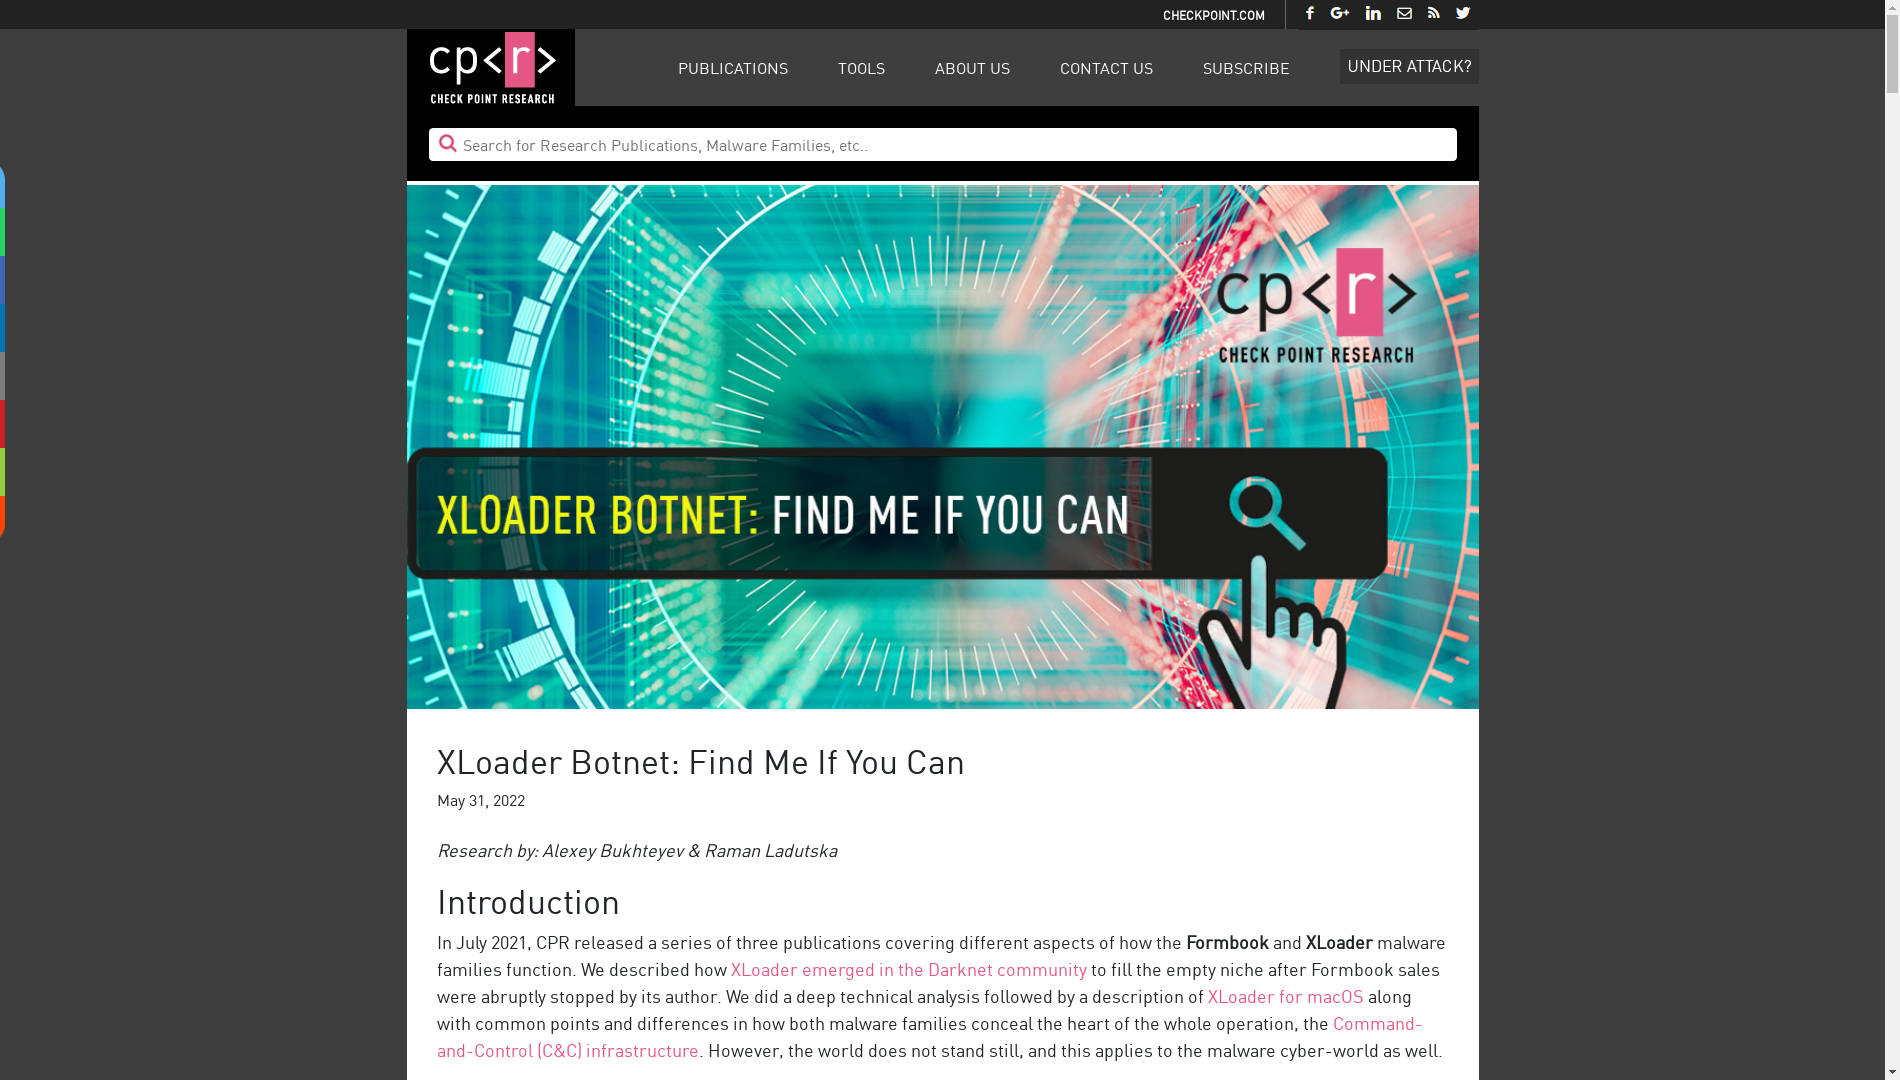 CHECKPOINT.COM
cp<r>
CHECK POINT RESEARCH
PUBLICATIONS
TOOLS
ABOUT US
CONTACT US
SUBSCRIBE
UNDER ATTACK?
Search for Research Publications, Malware Families, etc..
cp<r>
CHECK POINT RESEARCH
XLOADER BOTNET: FIND ME IF YOU CAN
XLoader Botnet: Find Me If You Can
May 31, 2022
Research by: Alexey Bukhteyev & Raman Ladutska
Introduction
In July 2021, CPR released a series of three publications covering different aspects of how the Formbook and XLoader malware
families function. We described how XLoader emerged in the Darknet community to fill the empty niche after Formbook sales
were abruptly stopped by its author. We did a deep technical analysis followed by a description of XLoader for macOS along
with common points and differences in how both malware families conceal the heart of the whole operation, the Command-
and-Control (C&C) infrastructure. However, the world does not stand still, and this applies to the malware cyber-world as well.